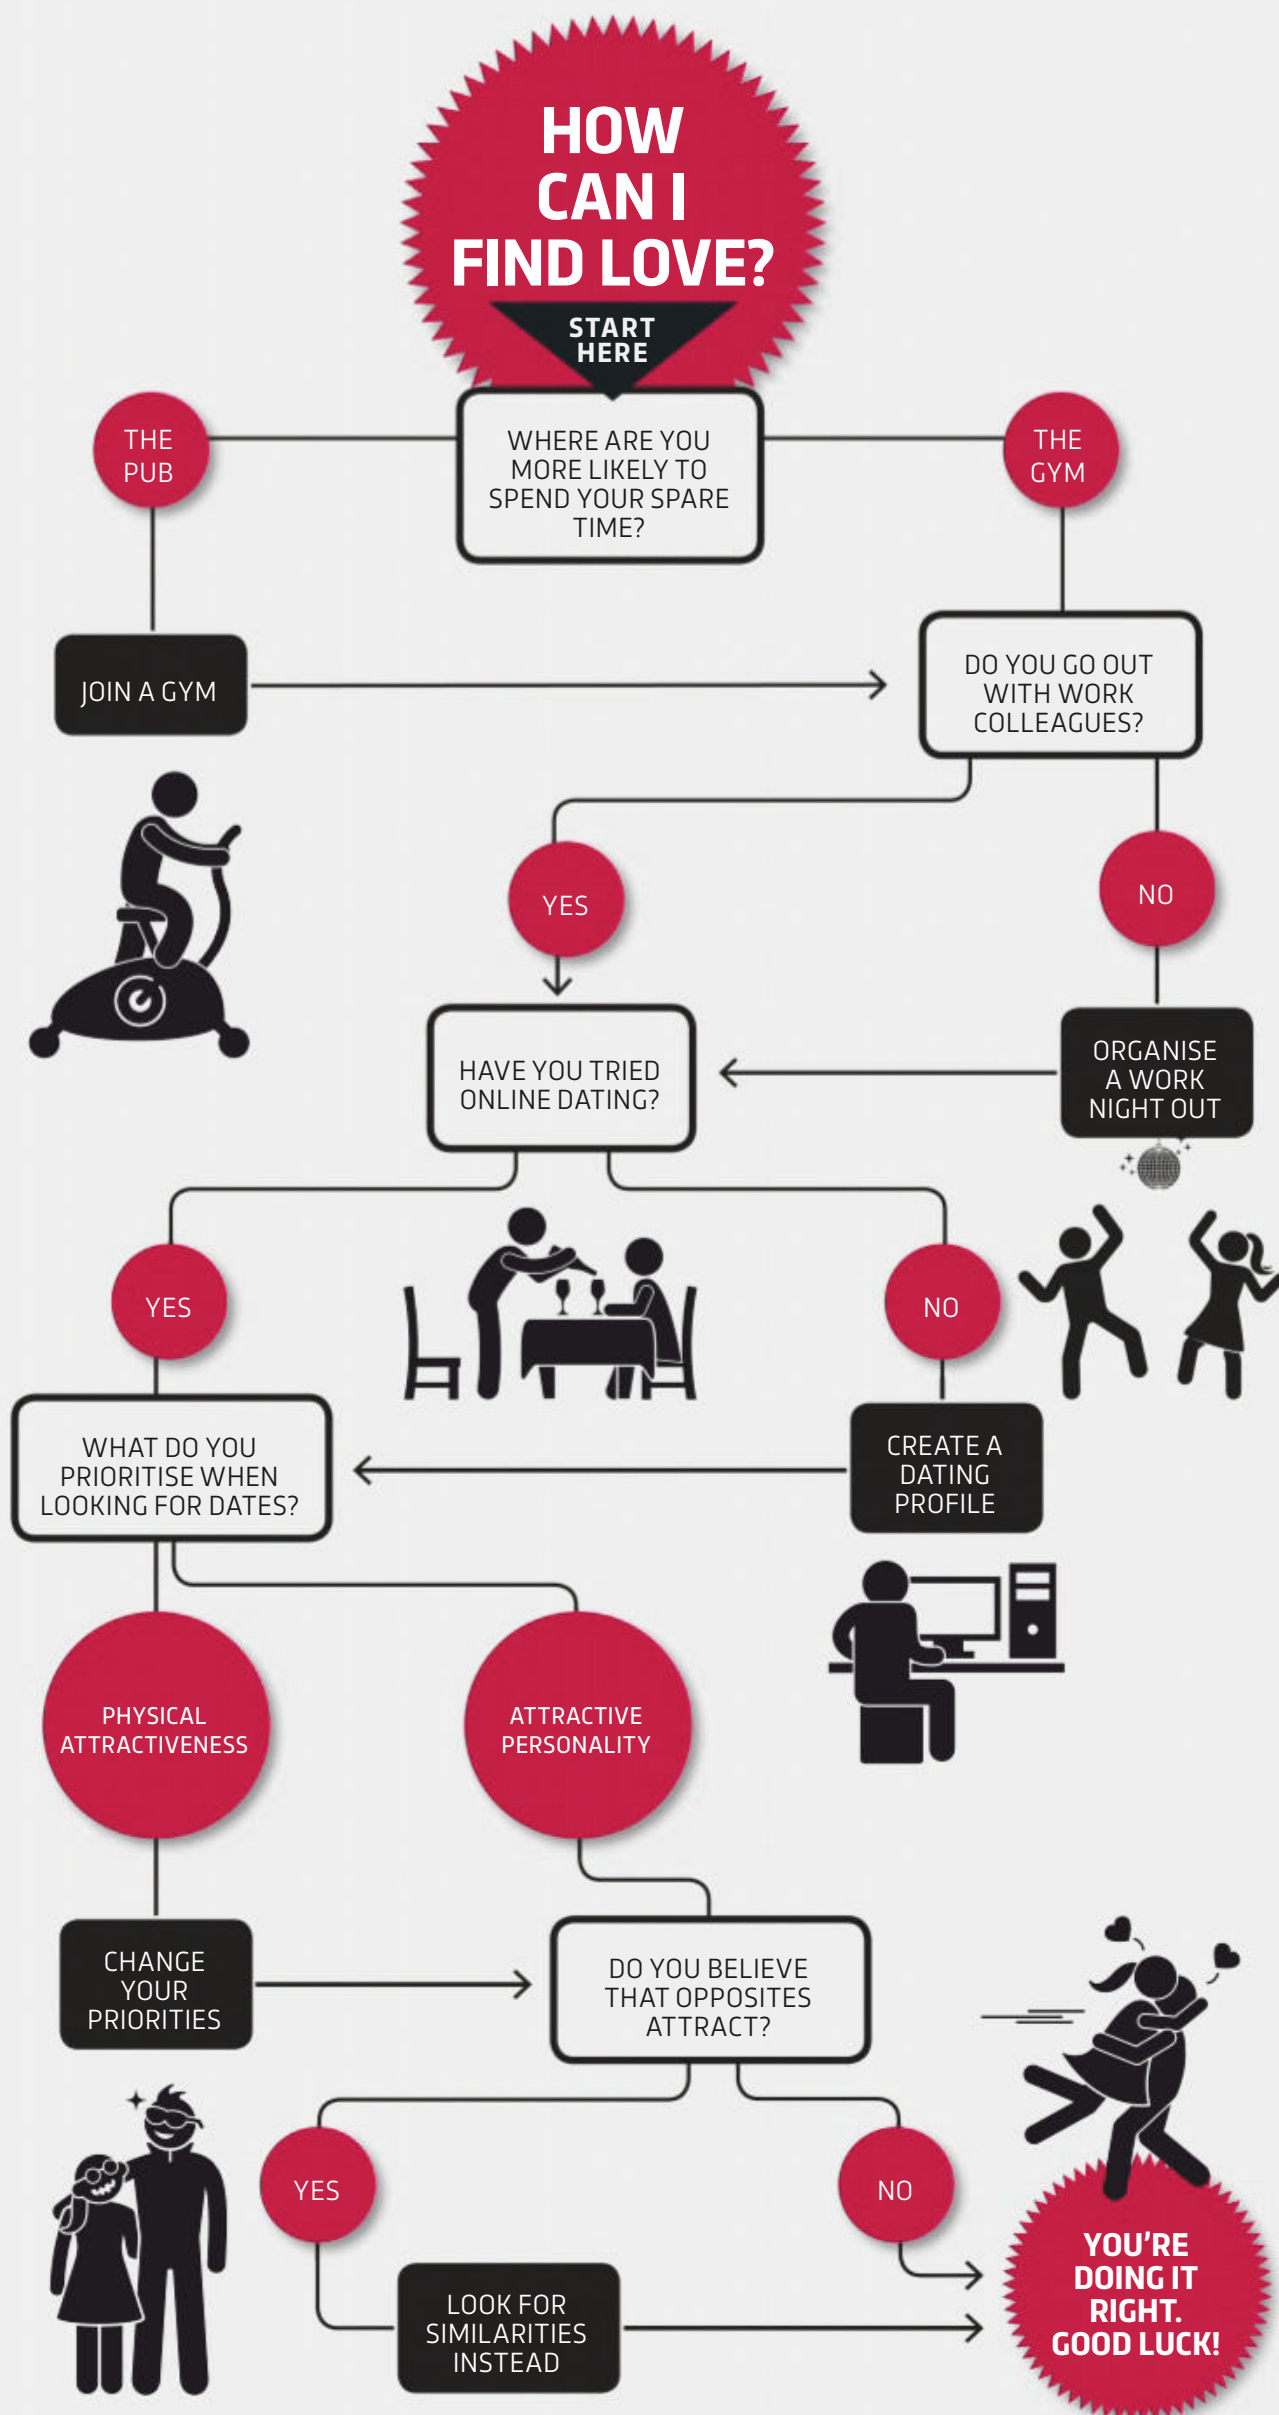 HOW
CAN I
FIND LOVE?
START
HERE
THE
PUB
WHERE ARE YOU
MORE LIKELY TO
SPEND YOUR SPARE
TIME?
THE
GYM
JOIN A GYM
DO YOU GO OUT
WITH WORK
COLLEAGUES?
YES
NO
HAVE YOU TRIED
ONLINE DATING?
ORGANISE
A WORK
NIGHT OUT
YES
NO
WHAT DO YOU
PRIORITISE WHEN
LOOKING FOR DATES?
CREATE A
DATING
PROFILE
PHYSICAL
ATTRACTIVENESS
ATTRACTIVE
PERSONALITY
CHANGE
YOUR
PRIORITIES
DO YOU BELIEVE
THAT OPPOSITES
ATTRACT?
YES
NO
LOOK FOR
SIMILARITIES
INSTEAD
YOU'RE
DOING IT
RIGHT.
GOOD LUCK!